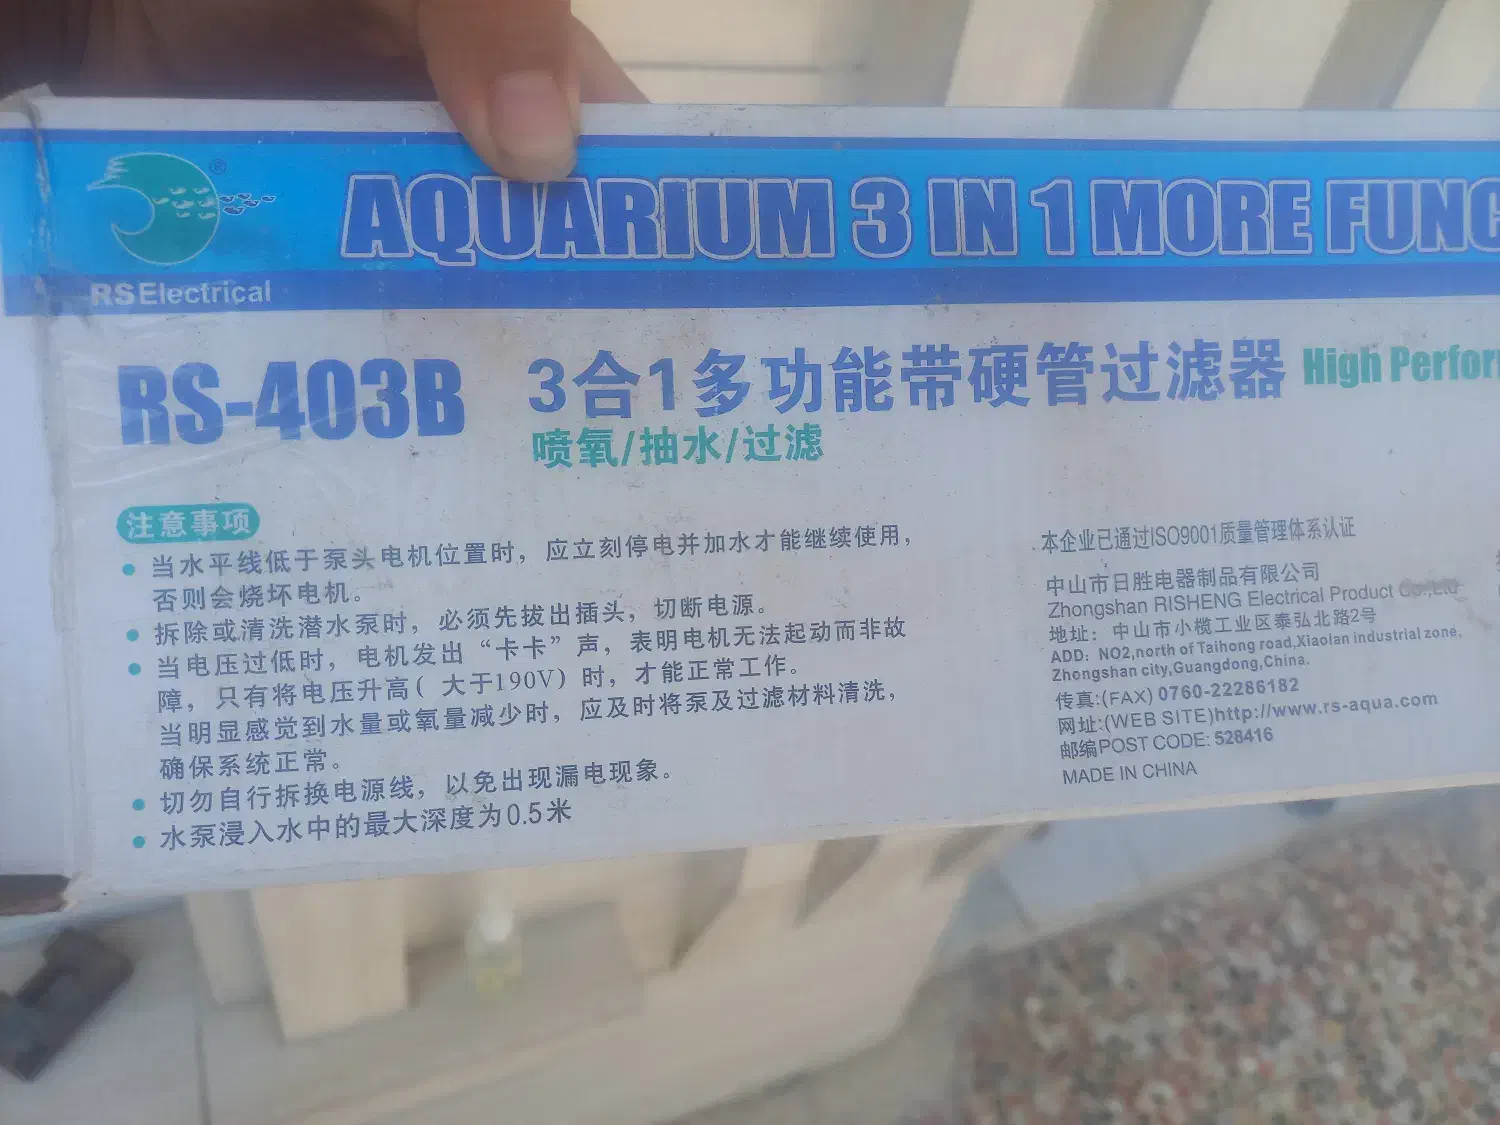 ®
AQUARIUM 3 IN 1 MORE FUNC
RS Electrical
RS-403B
3合1多功能带硬管过滤器
High Perfor
喷氧/抽水/过滤
注意事项
当水平线低于泵头电机位置时，应立刻停电并加水才能继续使用，
否则会烧坏电机。
拆除或清洗潜水泵时，必须先拔出插头，切断电源。
当电压过低时，电机发出“卡卡”声，表明电机无法起动而非故
障，只有将电压升高( 大于190V) 时，才能正常工作。
当明显感觉到水量或氧量减少时，应及时将泵及过滤材料清洗，
确保系统正常。
切勿自行拆换电源线，以免出现漏电现象。
水泵浸入水中的最大深度为0.5米
本企业已通过ISO9001质量管理体系认证
中山市日胜电器制品有限公司
Zhongshan RISHENG Electrical Product Co.,Ltd
地址：中山市小榄工业区泰弘北路2号
ADD：NO2,north of Taihong road,Xiaolan industrial zone,
Zhongshan city,Guangdong,China.
传真:(FAX) 0760-22286182
网址:(WEB SITE)http://www.rs-aqua.com
邮编POST CODE: 528416
MADE IN CHINA